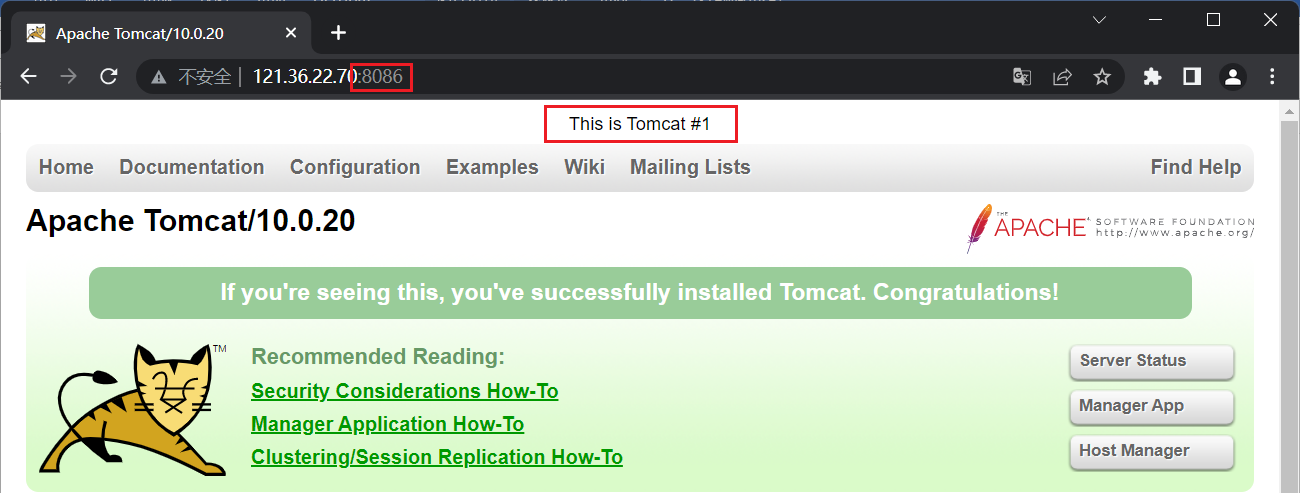 Apache Tomcat/10.0.20
不安全 121.36.22.70:8086
This is Tomcat #1
Home Documentation Configuration Examples Wiki Mailing Lists Find Help
Apache Tomcat/10.0.20
THE APACHE SOFTWARE FOUNDATION
http://www.apache.org/
If you're seeing this, you've successfully installed Tomcat. Congratulations!
TM
Recommended Reading:
Security Considerations How-To
Manager Application How-To
Clustering/Session Replication How-To
Server Status
Manager App
Host Manager